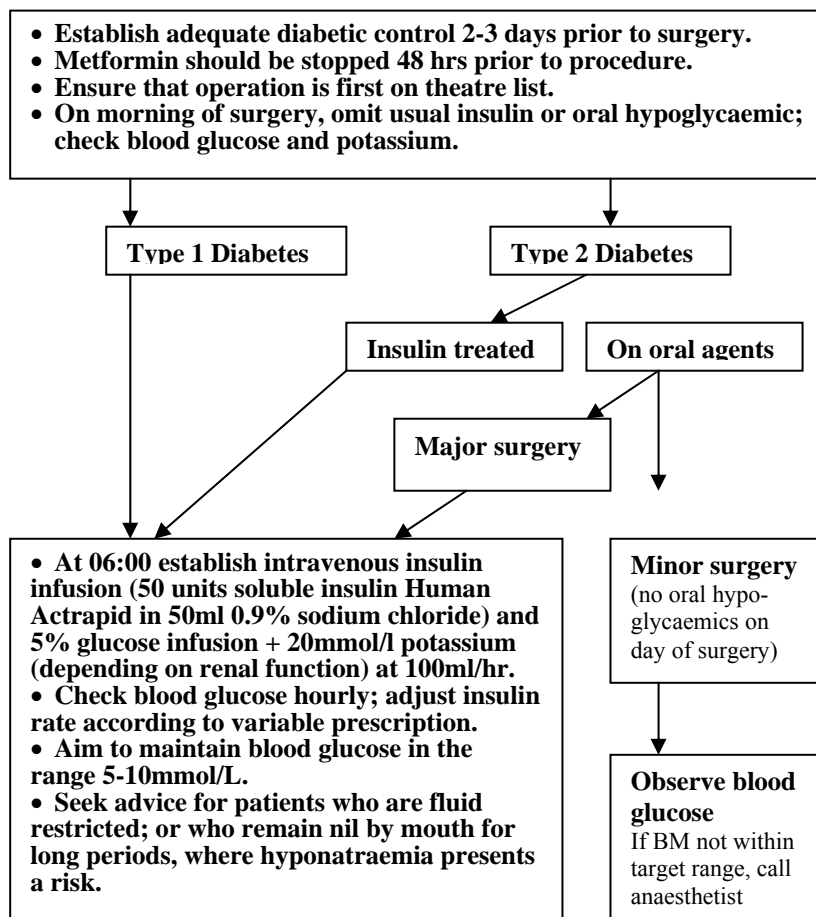 • Establish adequate diabetic control 2-3 days prior to surgery.
• Metformin should be stopped 48 hrs prior to procedure.
• Ensure that operation is first on theatre list.
• On morning of surgery, omit usual insulin or oral hypoglycaemic;
check blood glucose and potassium.
Type 1 Diabetes
Type 2 Diabetes
Insulin treated
On oral agents
Major surgery
• At 06:00 establish intravenous insulin
infusion (50 units soluble insulin Human
Actrapid in 50ml 0.9% sodium chloride) and
5% glucose infusion + 20mmol/l potassium
(depending on renal function) at 100ml/hr.
• Check blood glucose hourly; adjust insulin
rate according to variable prescription.
• Aim to maintain blood glucose in the
range 5-10mmol/L.
• Seek advice for patients who are fluid
restricted; or who remain nil by mouth for
long periods, where hyponatraemia presents
a risk.
Minor surgery
(no oral hypo-
glycaemics on
day of surgery)
Observe blood
glucose
If BM not within
target range, call
anaesthetist